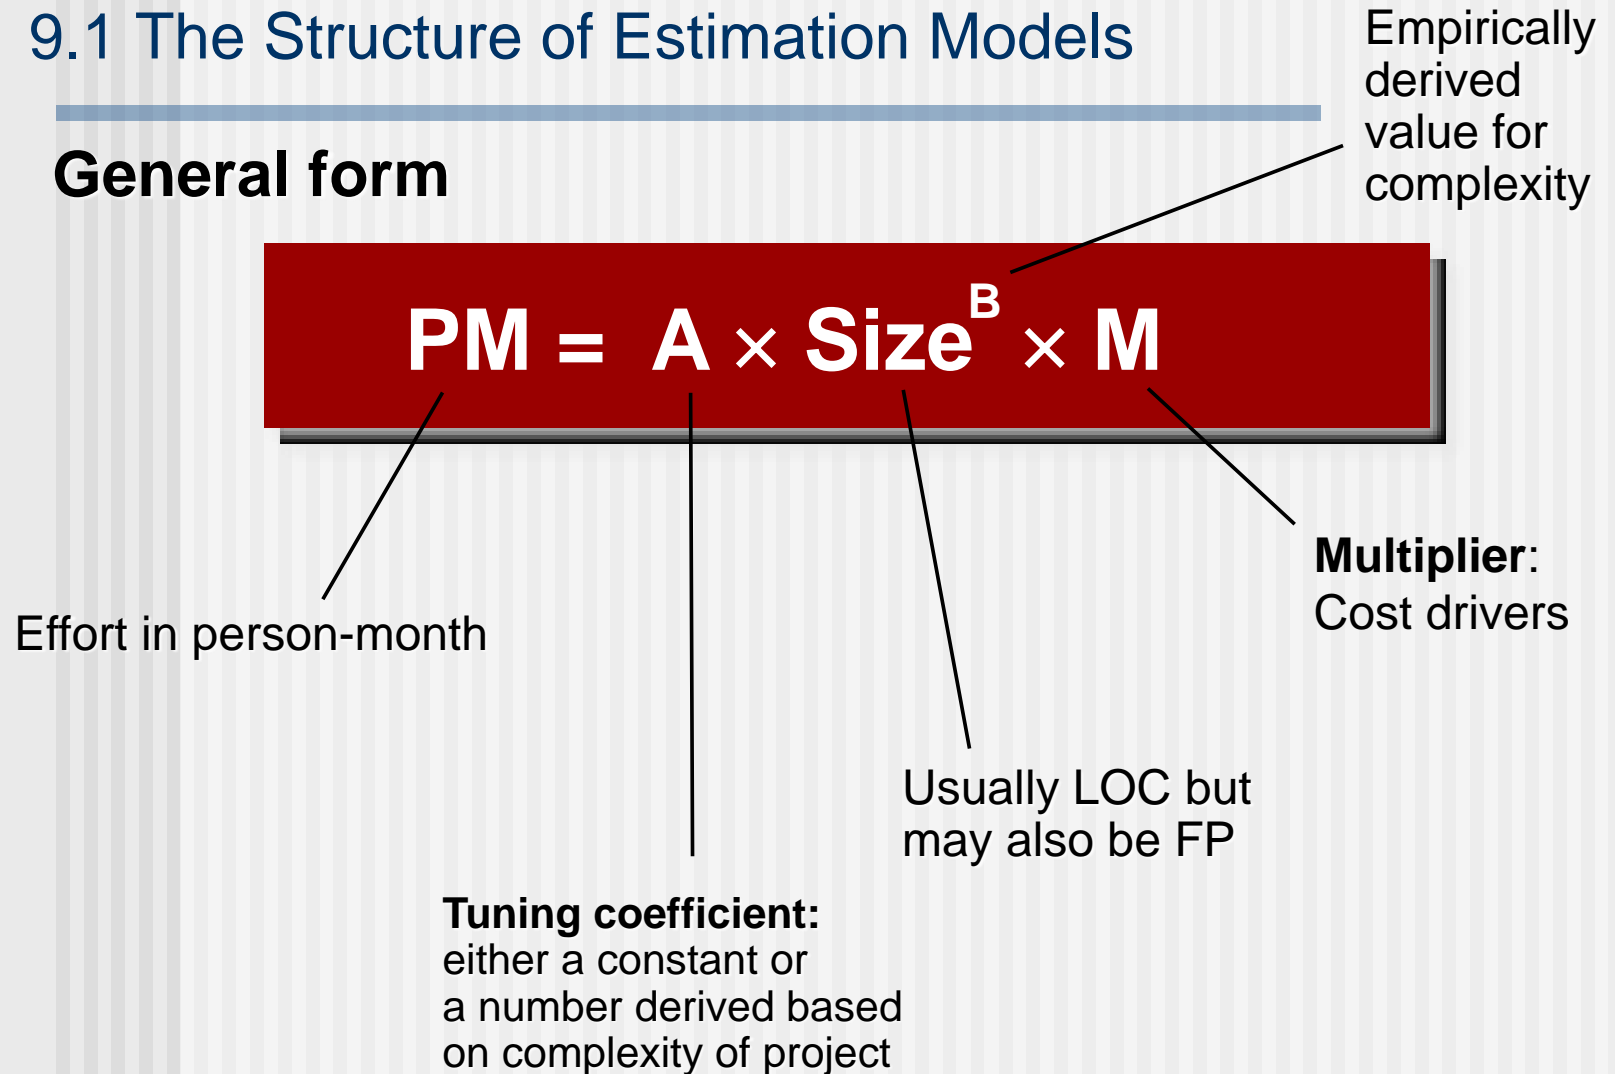 9.1 The Structure of Estimation Models
Empirically
derived
value for
complexity
General form
PM = A × Size^B × M
Effort in person-month
Multiplier:
Cost drivers
Usually LOC but
may also be FP
Tuning coefficient:
either a constant or
a number derived based
on complexity of project